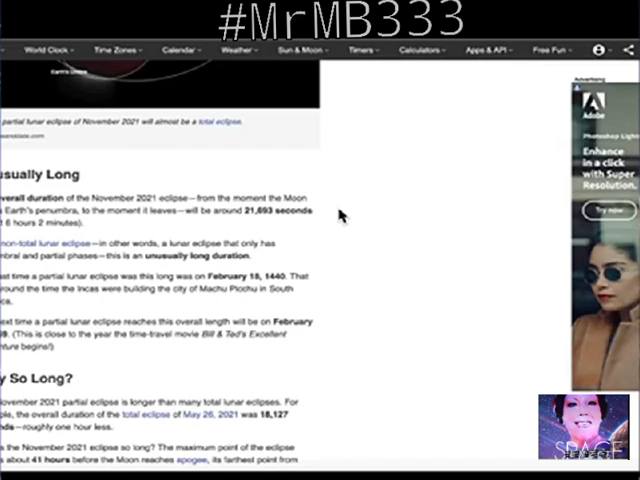 #MrMB333
World Clock Time Zones Calendar Weather Sun & Moon Timers Calculators Apps & API Free Fun
Earth's Umbra
partial lunar eclipse of November 2021 will almost be a total eclipse.
Advertising
Adobe
Photoshop Ligh
Enhance
in a click
with Super
Resolution.
Try now
usually Long
verall duration of the November 2021 eclipse—from the moment the Moon
s Earth's penumbra, to the moment it leaves—will be around 21,693 seconds
t 6 hours 2 minutes).
non-total lunar eclipse—in other words, a lunar eclipse that only has
mbral and partial phases—this is an unusually long duration.
ast time a partial lunar eclipse was this long was on February 18, 1440. That
round the time the Incas were building the city of Machu Picchu in South
ca.
ext time a partial lunar eclipse reaches this overall length will be on February
69. (This is close to the year the time-travel movie Bill & Ted's Excellent
nture begins!)
y So Long?
ovember 2021 partial eclipse is longer than many total lunar eclipses. For
ple, the overall duration of the total eclipse of May 26, 2021 was 18,127
nds—roughly one hour less.
s the November 2021 eclipse so long? The maximum point of the eclipse
s about 41 hours before the Moon reaches apogee, its farthest point from
SPACE